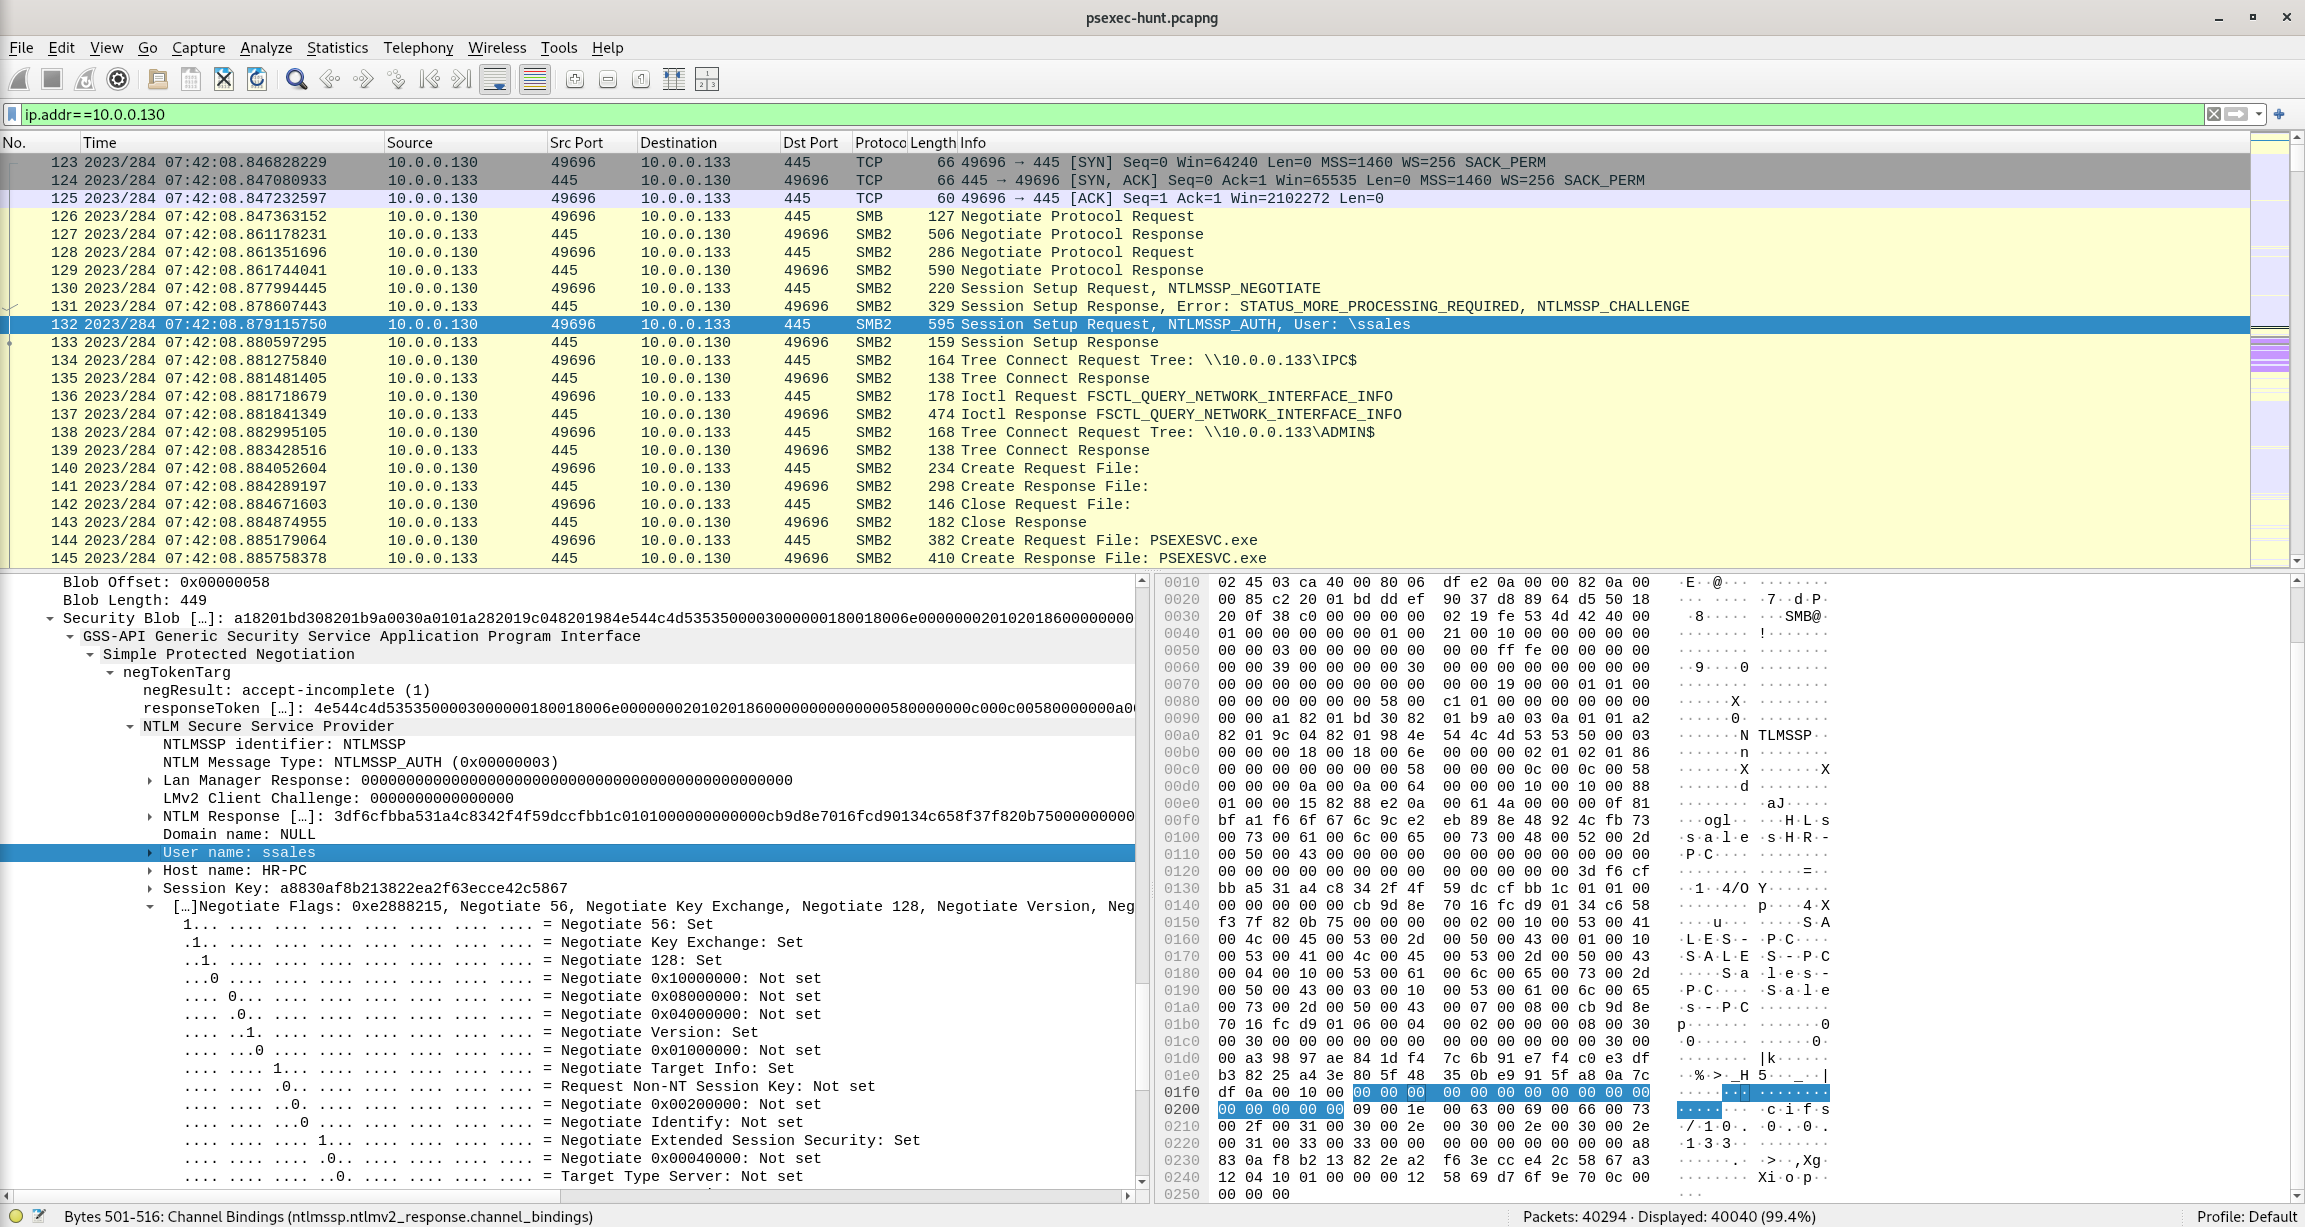 psexec-hunt.pcapng
File Edit View Go Capture Analyze Statistics Telephony Wireless Tools Help
ip.addr==10.0.0.130
No. Time Source Src Port Destination Dst Port Protoco Length Info
123 2023/284 07:42:08.846828229 10.0.0.130 49696 10.0.0.133 445 TCP 66 49696 → 445 [SYN] Seq=0 Win=64240 Len=0 MSS=1460 WS=256 SACK_PERM
124 2023/284 07:42:08.847080933 10.0.0.133 445 10.0.0.130 49696 TCP 66 445 → 49696 [SYN, ACK] Seq=0 Ack=1 Win=65535 Len=0 MSS=1460 WS=256 SACK_PERM
125 2023/284 07:42:08.847232597 10.0.0.130 49696 10.0.0.133 445 TCP 60 49696 → 445 [ACK] Seq=1 Ack=1 Win=2102272 Len=0
126 2023/284 07:42:08.847363152 10.0.0.130 49696 10.0.0.133 445 SMB 127 Negotiate Protocol Request
127 2023/284 07:42:08.861178231 10.0.0.133 445 10.0.0.130 49696 SMB2 506 Negotiate Protocol Response
128 2023/284 07:42:08.861351696 10.0.0.130 49696 10.0.0.133 445 SMB2 286 Negotiate Protocol Request
129 2023/284 07:42:08.861744041 10.0.0.133 445 10.0.0.130 49696 SMB2 590 Negotiate Protocol Response
130 2023/284 07:42:08.877994445 10.0.0.130 49696 10.0.0.133 445 SMB2 220 Session Setup Request, NTLMSSP_NEGOTIATE
131 2023/284 07:42:08.878607443 10.0.0.133 445 10.0.0.130 49696 SMB2 329 Session Setup Response, Error: STATUS_MORE_PROCESSING_REQUIRED, NTLMSSP_CHALLENGE
132 2023/284 07:42:08.879115750 10.0.0.130 49696 10.0.0.133 445 SMB2 595 Session Setup Request, NTLMSSP_AUTH, User: \ssales
133 2023/284 07:42:08.880597295 10.0.0.133 445 10.0.0.130 49696 SMB2 159 Session Setup Response
134 2023/284 07:42:08.881275840 10.0.0.130 49696 10.0.0.133 445 SMB2 164 Tree Connect Request Tree: \\10.0.0.133\IPC$
135 2023/284 07:42:08.881481405 10.0.0.133 445 10.0.0.130 49696 SMB2 138 Tree Connect Response
136 2023/284 07:42:08.881718679 10.0.0.130 49696 10.0.0.133 445 SMB2 178 Ioctl Request FSCTL_QUERY_NETWORK_INTERFACE_INFO
137 2023/284 07:42:08.881841349 10.0.0.133 445 10.0.0.130 49696 SMB2 474 Ioctl Response FSCTL_QUERY_NETWORK_INTERFACE_INFO
138 2023/284 07:42:08.882995105 10.0.0.130 49696 10.0.0.133 445 SMB2 168 Tree Connect Request Tree: \\10.0.0.133\ADMIN$
139 2023/284 07:42:08.883428516 10.0.0.133 445 10.0.0.130 49696 SMB2 138 Tree Connect Response
140 2023/284 07:42:08.884052604 10.0.0.130 49696 10.0.0.133 445 SMB2 234 Create Request File:
141 2023/284 07:42:08.884289197 10.0.0.133 445 10.0.0.130 49696 SMB2 298 Create Response File:
142 2023/284 07:42:08.884671603 10.0.0.130 49696 10.0.0.133 445 SMB2 146 Close Request File:
143 2023/284 07:42:08.884874955 10.0.0.133 445 10.0.0.130 49696 SMB2 182 Close Response
144 2023/284 07:42:08.885179064 10.0.0.130 49696 10.0.0.133 445 SMB2 382 Create Request File: PSEXESVC.exe
145 2023/284 07:42:08.885758378 10.0.0.133 445 10.0.0.130 49696 SMB2 410 Create Response File: PSEXESVC.exe
Blob Offset: 0x00000058
Blob Length: 449
Security Blob […]: a18201bd308201b9a0030a0101a282019c048201984e544c4d5353500003000000180018006e0000000201020186000000000
GSS-API Generic Security Service Application Program Interface
Simple Protected Negotiation
negTokenTarg
negResult: accept-incomplete (1)
NTLM Secure Service Provider
NTLMSSP identifier: NTLMSSP
NTLM Message Type: NTLMSSP_AUTH (0x00000003)
Lan Manager Response: 000000000000000000000000000000000000000000000000
LMv2 Client Challenge: 0000000000000000
NTLM Response […]: 3df6cfbba531a4c8342f4f59dccfbb1c0101000000000000cb9d8e7016fcd90134c658f37f820b75000000000
Domain name: NULL
User name: ssales
Host name: HR-PC
Session Key: a8830af8b213822ea2f63ecce42c5867
[…]Negotiate Flags: 0xe2888215, Negotiate 56, Negotiate Key Exchange, Negotiate 128, Negotiate Version, Neg
1... .... .... .... .... .... .... .... = Negotiate 56: Set
.1.. .... .... .... .... .... .... .... = Negotiate Key Exchange: Set
..1. .... .... .... .... .... .... .... = Negotiate 128: Set
...0 .... .... .... .... .... .... .... = Negotiate 0x10000000: Not set
.... 0... .... .... .... .... .... .... = Negotiate 0x08000000: Not set
.... .0.. .... .... .... .... .... .... = Negotiate 0x04000000: Not set
.... ..1. .... .... .... .... .... .... = Negotiate Version: Set
.... ...0 .... .... .... .... .... .... = Negotiate 0x01000000: Not set
.... .... 1... .... .... .... .... .... = Negotiate Target Info: Set
.... .... .0.. .... .... .... .... .... = Request Non-NT Session Key: Not set
.... .... ..0. .... .... .... .... .... = Negotiate 0x00200000: Not set
.... .... ...0 .... .... .... .... .... = Negotiate Identify: Not set
.... .... .... 1... .... .... .... .... = Negotiate Extended Session Security: Set
.... .... .... .0.. .... .... .... .... = Negotiate 0x00040000: Not set
.... .... .... ..0. .... .... .... .... = Target Type Server: Not set
0010 02 45 03 ca 40 00 80 06 df e2 0a 00 00 82 0a 00
0020 00 85 c2 20 01 bd dd ef 90 37 d8 89 64 d5 50 18
0030 20 0f 38 c0 00 00 00 00 02 19 fe 53 4d 42 40 00
0040 01 00 00 00 00 00 01 00 21 00 10 00 00 00 00 00
0050 00 00 03 00 00 00 00 00 00 00 ff fe 00 00 00 00
0060 00 00 39 00 00 00 00 30 00 00 00 00 00 00 00 00
0070 00 00 00 00 00 00 00 00 00 00 19 00 00 01 01 00
0080 00 00 00 00 00 00 58 00 c1 01 00 00 00 00 00 00
0090 00 00 a1 82 01 bd 30 82 01 b9 a0 03 0a 01 01 a2
00a0 82 01 9c 04 82 01 98 4e 54 4c 4d 53 53 50 00 03
00b0 00 00 00 18 00 18 00 6e 00 00 00 02 01 02 01 86
00c0 00 00 00 00 00 00 00 58 00 00 00 0c 00 0c 00 58
00d0 00 00 00 0a 00 0a 00 64 00 00 00 10 00 10 00 88
00e0 01 00 00 15 82 88 e2 0a 00 61 4a 00 00 00 0f 81
00f0 bf a1 f6 6f 67 6c 9c e2 eb 89 8e 48 92 4c fb 73
0100 00 73 00 61 00 6c 00 65 00 73 00 48 00 52 00 2d
0110 00 50 00 43 00 00 00 00 00 00 00 00 00 00 00 00
0120 00 00 00 00 00 00 00 00 00 00 00 00 00 3d f6 cf
0130 bb a5 31 a4 c8 34 2f 4f 59 dc cf bb 1c 01 01 00
0140 00 00 00 00 00 cb 9d 8e 70 16 fc d9 01 34 c6 58
0150 f3 7f 82 0b 75 00 00 00 00 02 00 10 00 53 00 41
0160 00 4c 00 45 00 53 00 2d 00 50 00 43 00 01 00 10
0170 00 53 00 41 00 4c 00 45 00 53 00 2d 00 50 00 43
0180 00 04 00 10 00 53 00 61 00 6c 00 65 00 73 00 2d
0190 00 50 00 43 00 03 00 10 00 53 00 61 00 6c 00 65
01a0 00 73 00 2d 00 50 00 43 00 07 00 08 00 cb 9d 8e
01b0 70 16 fc d9 01 06 00 04 00 02 00 00 00 08 00 30
01c0 00 30 00 00 00 00 00 00 00 00 00 00 00 00 30 00
01d0 00 a3 98 97 ae 84 1d f4 7c 6b 91 e7 f4 c0 e3 df
01e0 b3 82 25 a4 3e 80 5f 48 35 0b e9 91 5f a8 0a 7c
01f0 df 0a 00 10 00 00 00 00 00 00 00 00 00 00 00 00
0200 00 00 00 00 00 09 00 1e 00 63 00 69 00 66 00 73
0210 00 2f 00 31 00 30 00 2e 00 30 00 2e 00 30 00 2e
0220 00 31 00 33 00 33 00 00 00 00 00 00 00 00 00 a8
0230 83 0a f8 b2 13 82 2e a2 f6 3e cc e4 2c 58 67 a3
0240 12 04 10 01 00 00 00 12 58 69 d7 6f 9e 70 0c 00
0250 00 00 00
Bytes 501-516: Channel Bindings (ntlmssp.ntlmv2_response.channel_bindings)
Packets: 40294 · Displayed: 40040 (99.4%)
Profile: Default